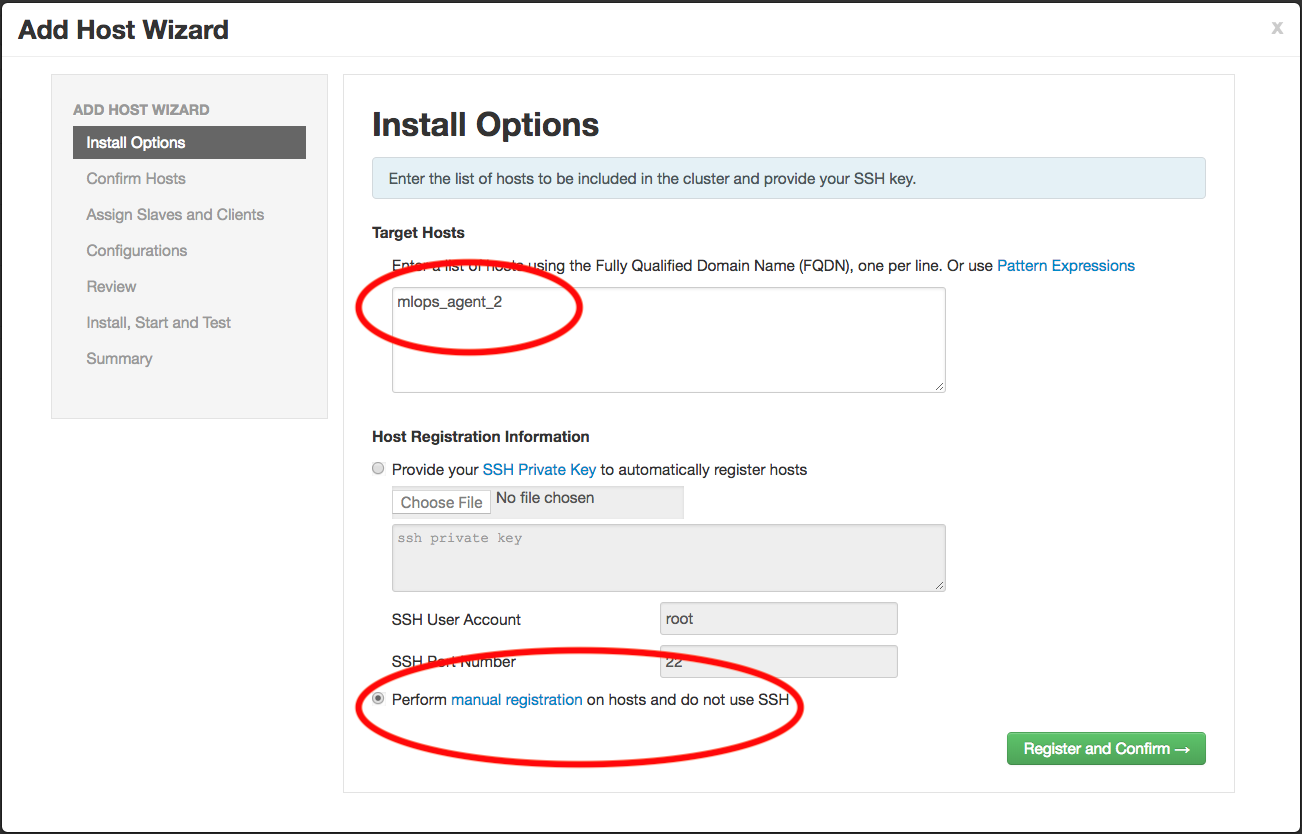 Add Host Wizard
x
ADD HOST WIZARD
Install Options
Confirm Hosts
Assign Slaves and Clients
Configurations
Review
Install, Start and Test
Summary
Install Options
Enter the list of hosts to be included in the cluster and provide your SSH key.
Target Hosts
Enter a list of hosts using the Fully Qualified Domain Name (FQDN), one per line. Or use Pattern Expressions
mlops_agent_2
Host Registration Information
Provide your SSH Private Key to automatically register hosts
Choose File No file chosen
ssh private key
SSH User Account root
SSH Port Number 22
Perform manual registration on hosts and do not use SSH
Register and Confirm →